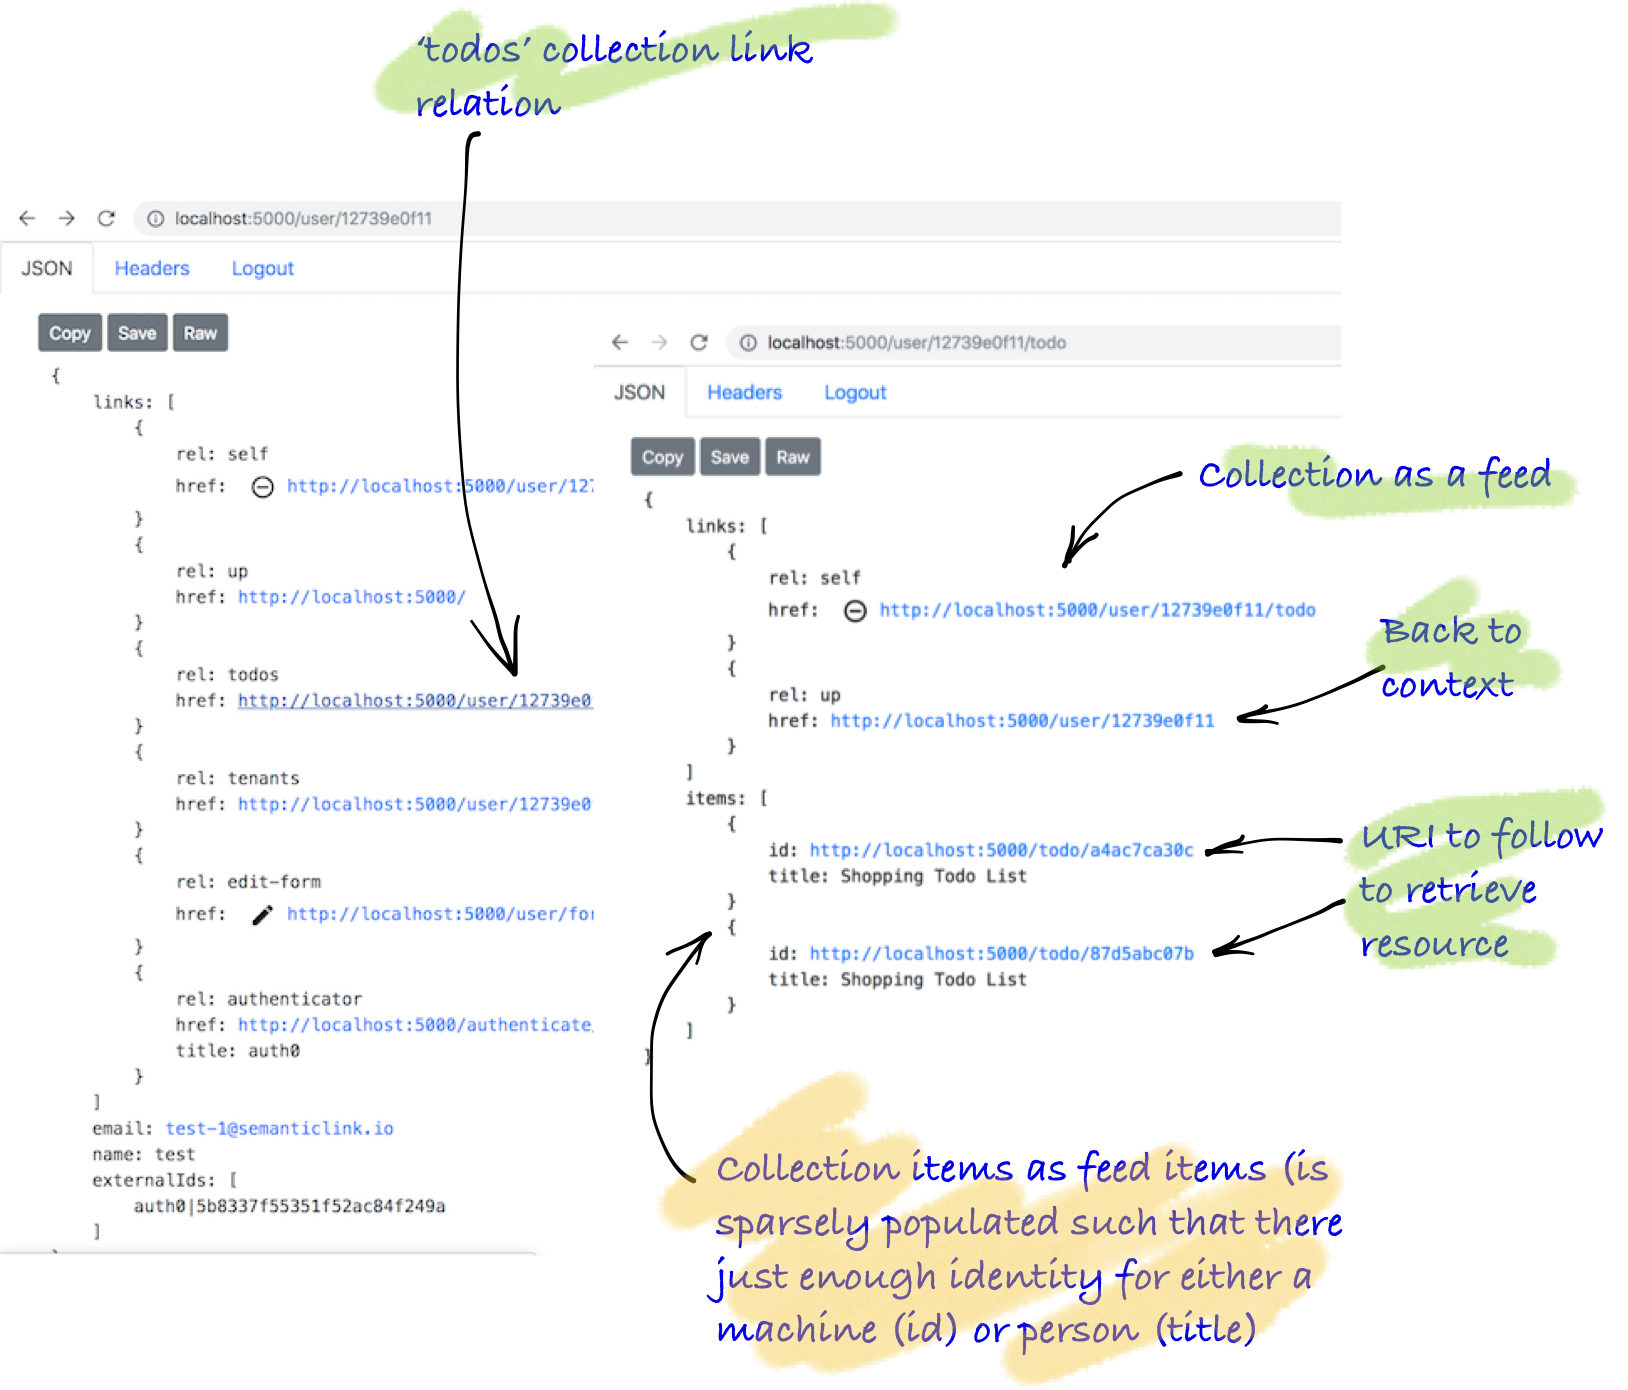 ‘todos’ collection link
relation
localhost:5000/user/12739e0f11
JSON Headers Logout
Copy Save Raw
{
links: [
{
rel: self
href: http://localhost:5000/user/127
}
{
rel: up
href: http://localhost:5000/
}
{
rel: todos
href: http://localhost:5000/user/12739e0
}
{
rel: tenants
href: http://localhost:5000/user/12739e0
}
{
rel: edit-form
href: http://localhost:5000/user/for
}
{
rel: authenticator
href: http://localhost:5000/authenticate/
title: auth0
}
]
email: test-1@semanticlink.io
name: test
externalIds: [
auth0|5b8337f55351f52ac84f249a
]
localhost:5000/user/12739e0f11/todo
JSON Headers Logout
Copy Save Raw
{
links: [
{
rel: self
href: http://localhost:5000/user/12739e0f11/todo
}
{
rel: up
href: http://localhost:5000/user/12739e0f11
}
]
items: [
{
id: http://localhost:5000/todo/a4ac7ca30c
title: Shopping Todo List
}
{
id: http://localhost:5000/todo/87d5abc07b
title: Shopping Todo List
}
]
}
Collection as a feed
Back to
context
URI to follow
to retrieve
resource
Collection items as feed items (is
sparsely populated such that there
just enough identity for either a
machine (id) or person (title)